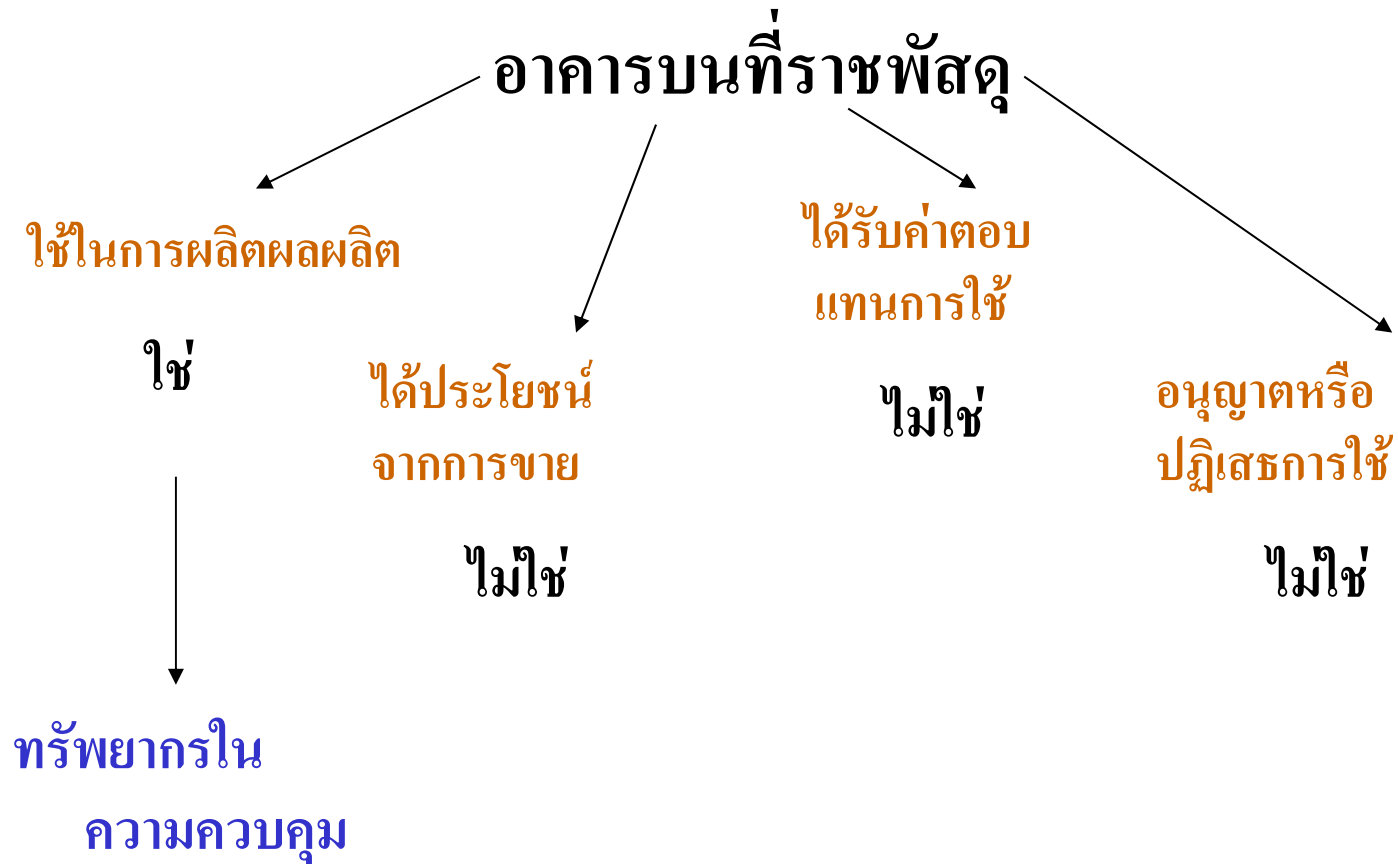 อาคารบนที่ราชพัสดุ
ใช้ในการผลิตผลผลิต
ใช่
ทรัพยากรใน
ความควบคุม
ได้ประโยชน์
จากการขาย
ไม่ใช่
ได้รับค่าตอบ
แทนการใช้
ไม่ใช่
อนุญาตหรือ
ปฏิเสธการใช้
ไม่ใช่